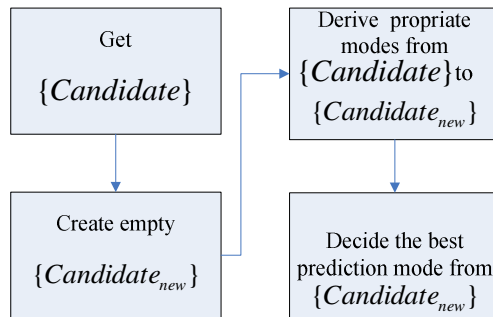 Get
{Candidate}
Create empty
{Candidate_new}
Derive propriate
modes from
{Candidate} to
{Candidate_new}
Decide the best
prediction mode from
{Candidate_new}